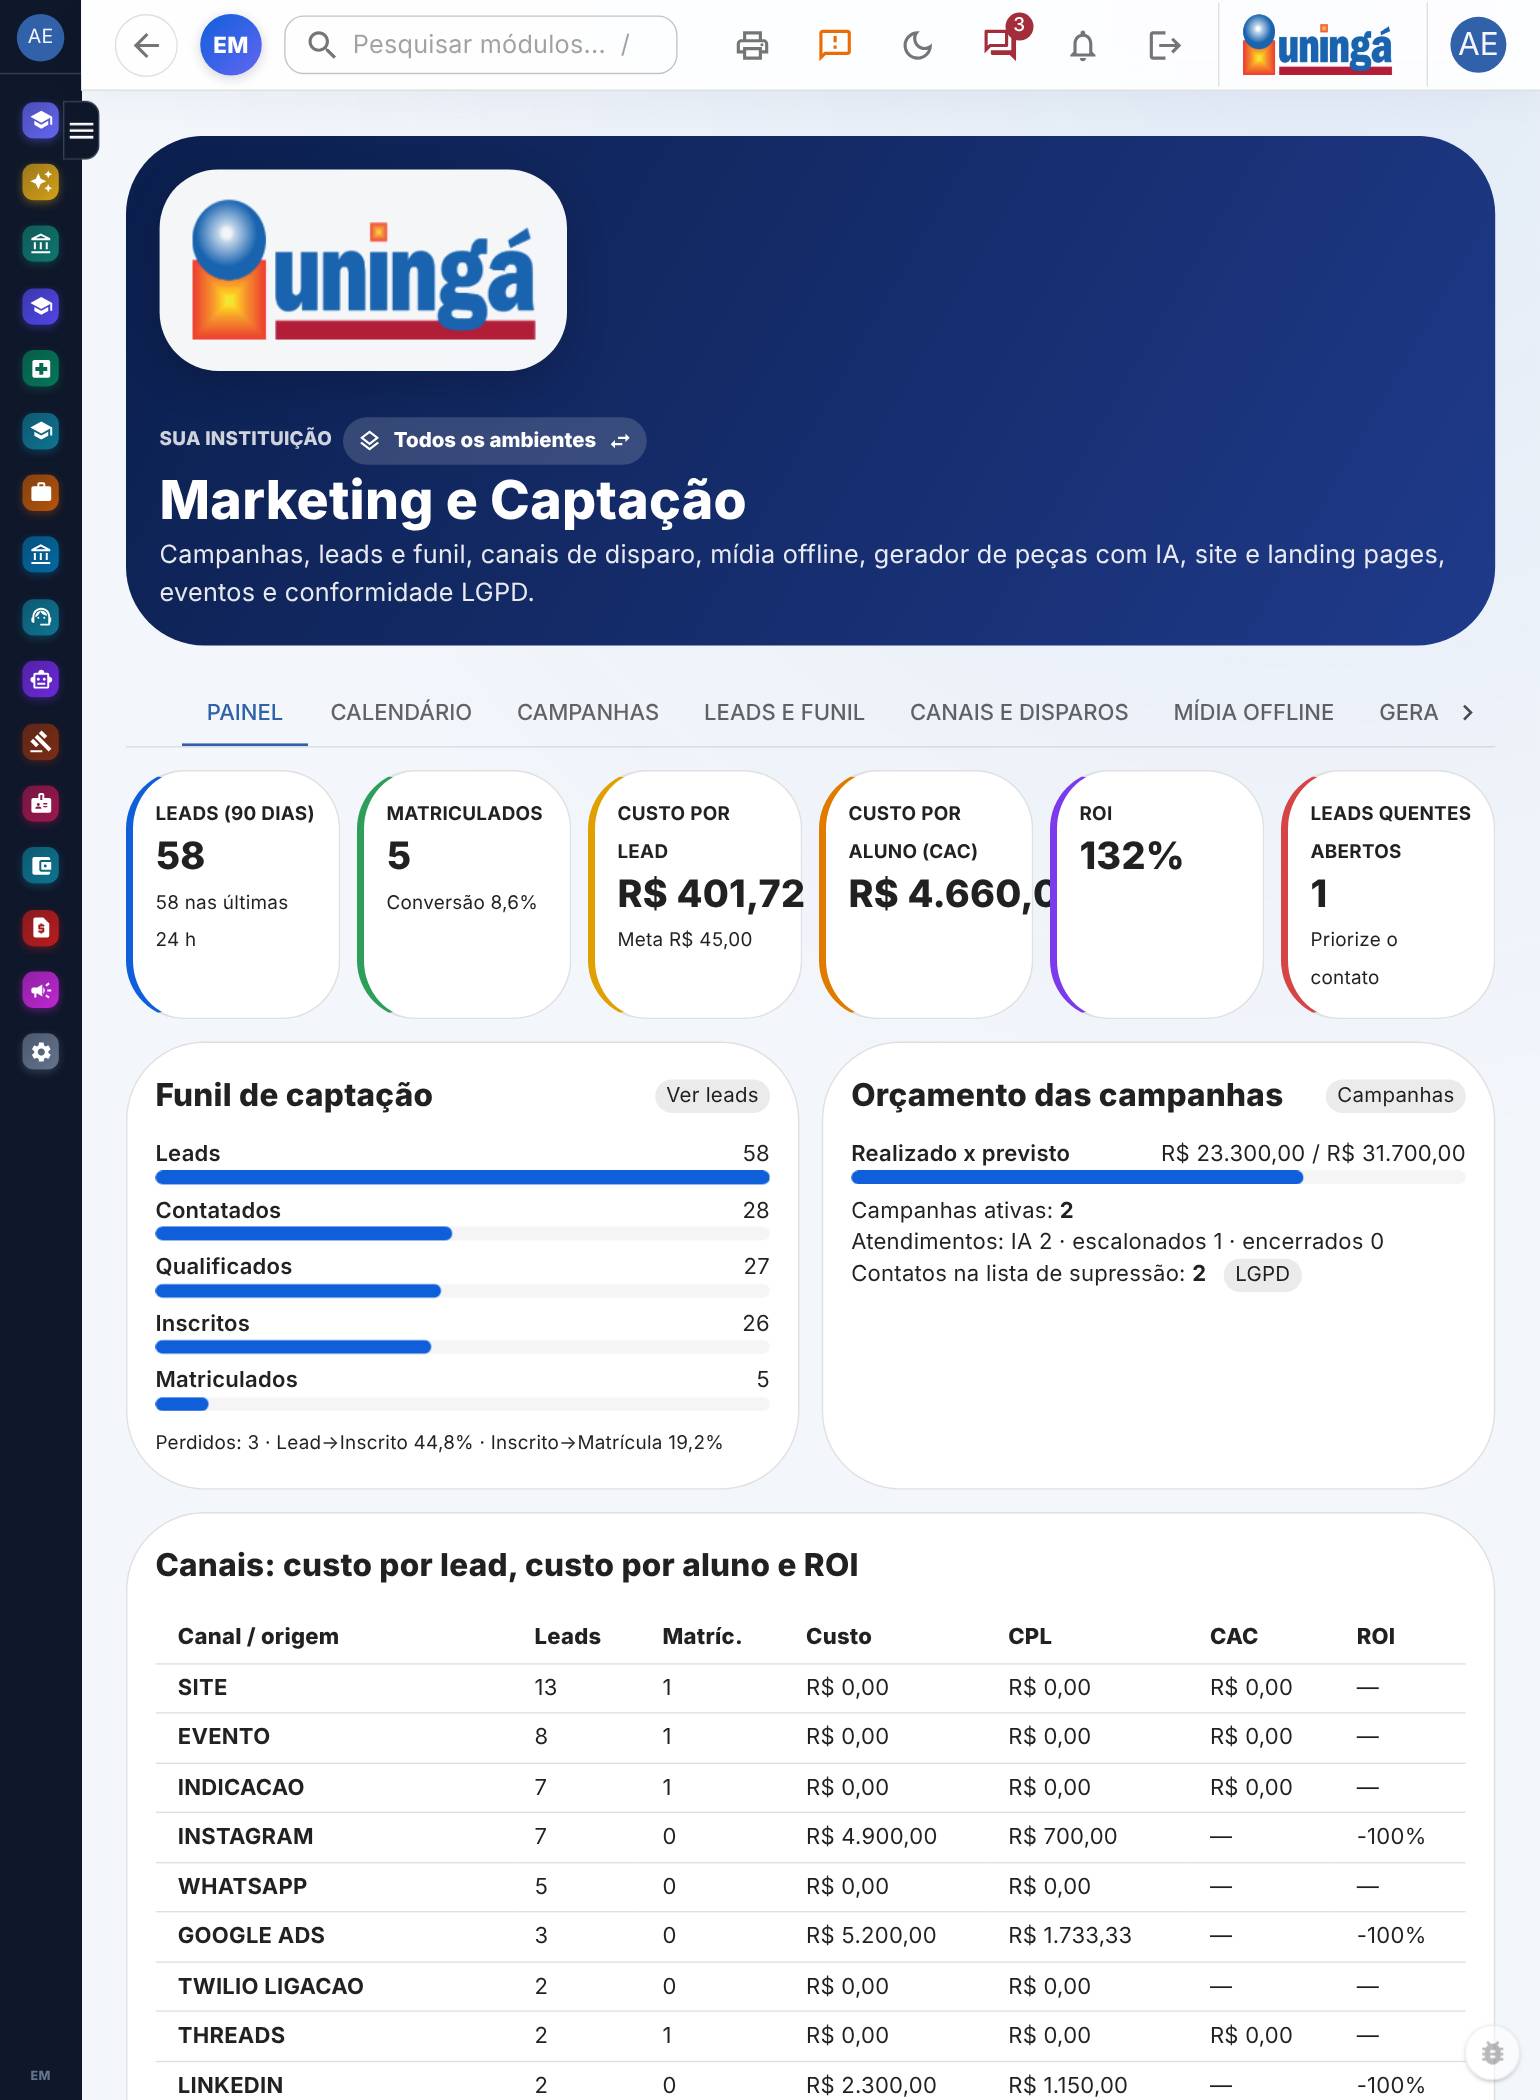 AE
EM
Pesquisar módulos... /
3
uningá
AE
uningá
SUA INSTITUIÇÃO
Todos os ambientes
Marketing e Captação
Campanhas, leads e funil, canais de disparo, mídia offline, gerador de peças com IA, site e landing pages,
eventos e conformidade LGPD.
PAINEL
CALENDÁRIO
CAMPANHAS
LEADS E FUNIL
CANAIS E DISPAROS
MÍDIA OFFLINE
GERA
LEADS (90 DIAS)
58
58 nas últimas
24 h
MATRICULADOS
5
Conversão 8,6%
CUSTO POR
LEAD
R$ 401,72
Meta R$ 45,00
CUSTO POR
ALUNO (CAC)
R$ 4.660,0
ROI
132%
LEADS QUENTES
ABERTOS
1
Priorize o
contato
Funil de captação
Ver leads
Leads 58
Contatados 28
Qualificados 27
Inscritos 26
Matriculados 5
Perdidos: 3 · Lead→Inscrito 44,8% · Inscrito→Matrícula 19,2%
Orçamento das campanhas
Campanhas
Realizado x previsto R$ 23.300,00 / R$ 31.700,00
Campanhas ativas: 2
Atendimentos: IA 2 · escalonados 1 · encerrados 0
Contatos na lista de supressão: 2 LGPD
Canais: custo por lead, custo por aluno e ROI
Canal / origem Leads Matríc. Custo CPL CAC ROI
SITE 13 1 R$ 0,00 R$ 0,00 R$ 0,00 —
EVENTO 8 1 R$ 0,00 R$ 0,00 R$ 0,00 —
INDICACAO 7 1 R$ 0,00 R$ 0,00 R$ 0,00 —
INSTAGRAM 7 0 R$ 4.900,00 R$ 700,00 — -100%
WHATSAPP 5 0 R$ 0,00 R$ 0,00 — —
GOOGLE ADS 3 0 R$ 5.200,00 R$ 1.733,33 — -100%
TWILIO LIGACAO 2 0 R$ 0,00 R$ 0,00 — —
THREADS 2 1 R$ 0,00 R$ 0,00 R$ 0,00 —
LINKEDIN 2 0 R$ 2.300,00 R$ 1.150,00 — -100%
EM